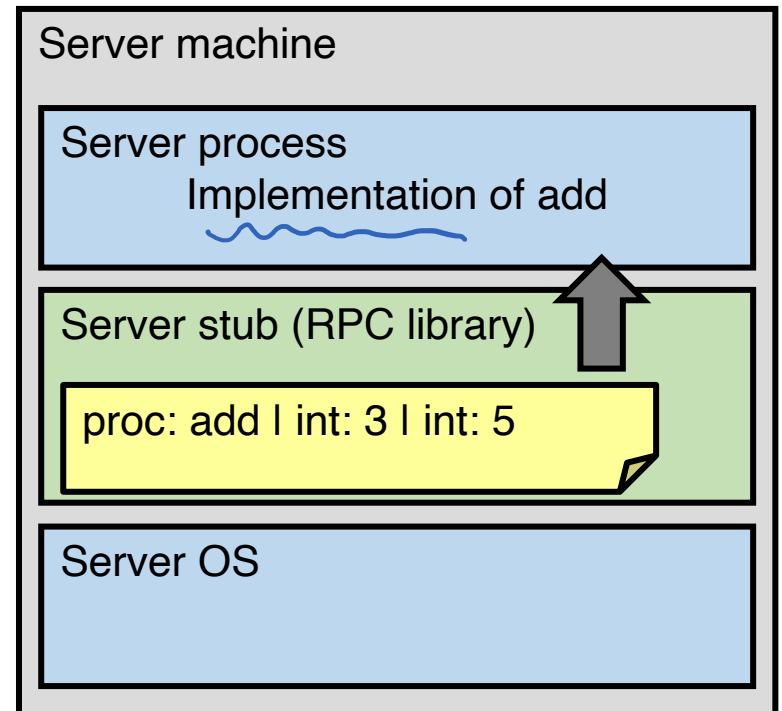 Server machine
Server process
Implementation of add
Server stub (RPC library)
proc: add | int: 3 | int: 5
Server OS